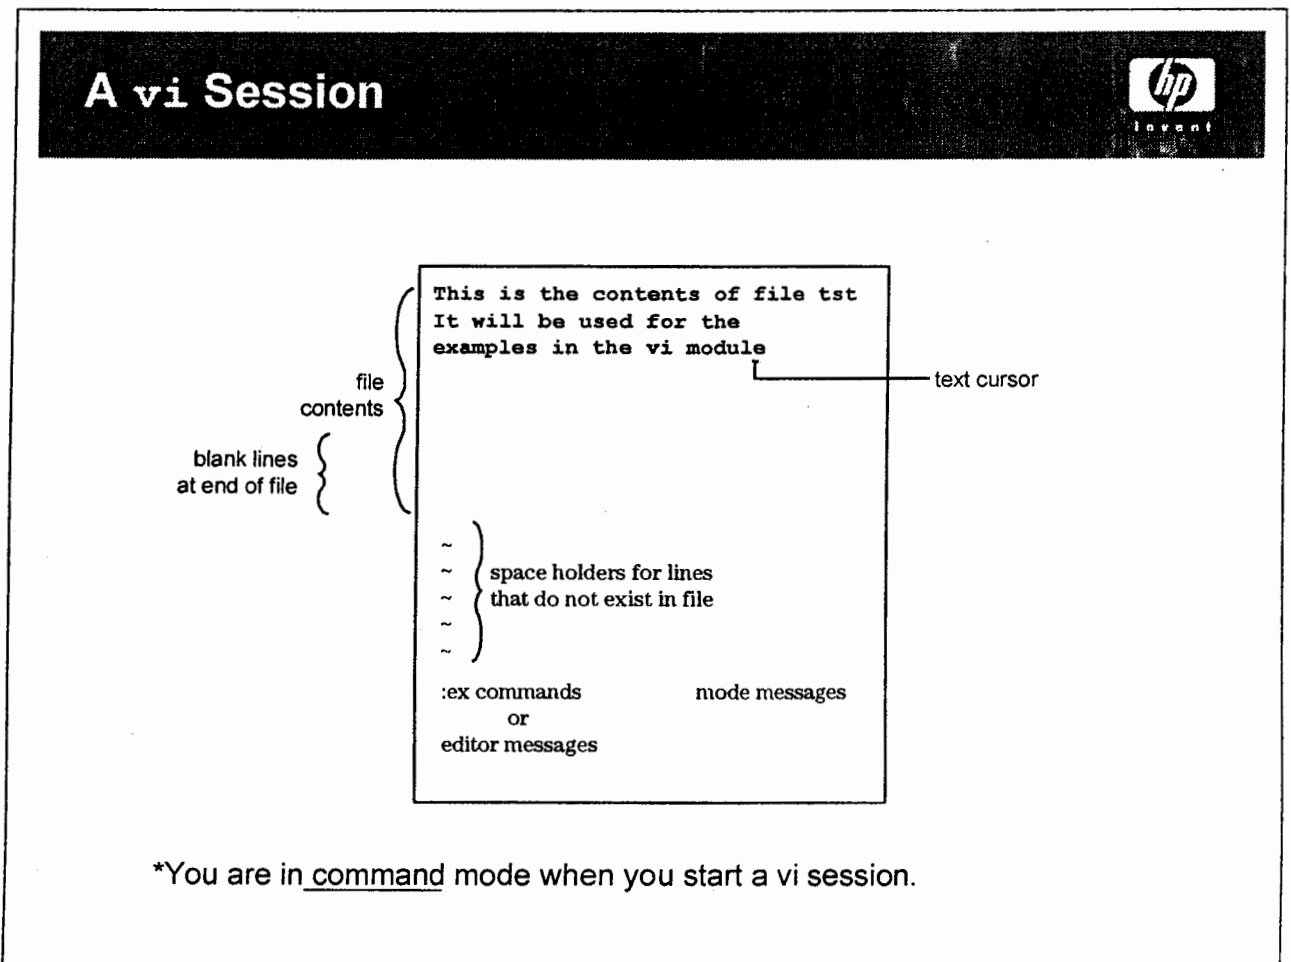 A vi Session
hp
invent
This is the contents of file tst
It will be used for the
examples in the vi module
text cursor
file
contents
blank lines
at end of file
~
~
~
~
~
space holders for lines
that do not exist in file
:ex commands
or
editor messages
mode messages
*You are in command mode when you start a vi session.